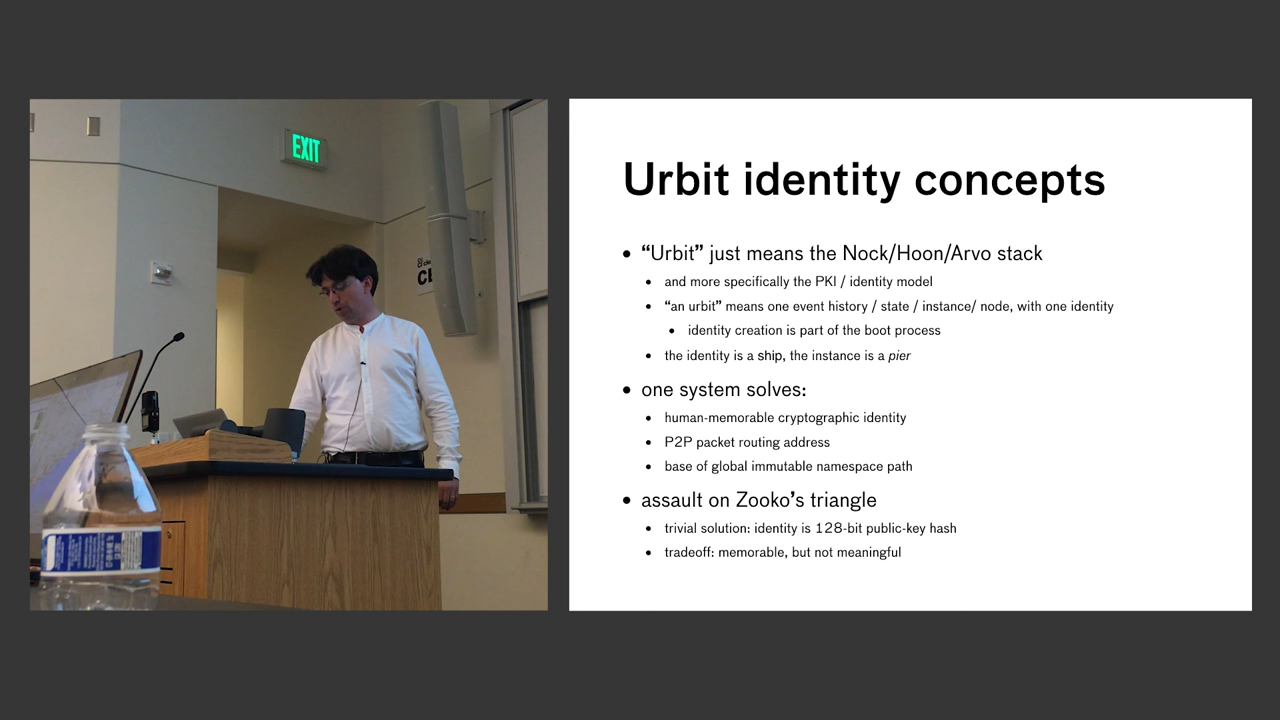 EXIT
Urbit identity concepts
• “Urbit” just means the Nock/Hoon/Arvo stack
• and more specifically the PKI / identity model
• “an urbit” means one event history / state / instance/ node, with one identity
• identity creation is part of the boot process
• the identity is a ship, the instance is a pier
• one system solves:
• human-memorable cryptographic identity
• P2P packet routing address
• base of global immutable namespace path
• assault on Zooko’s triangle
• trivial solution: identity is 128-bit public-key hash
• tradeoff: memorable, but not meaningful